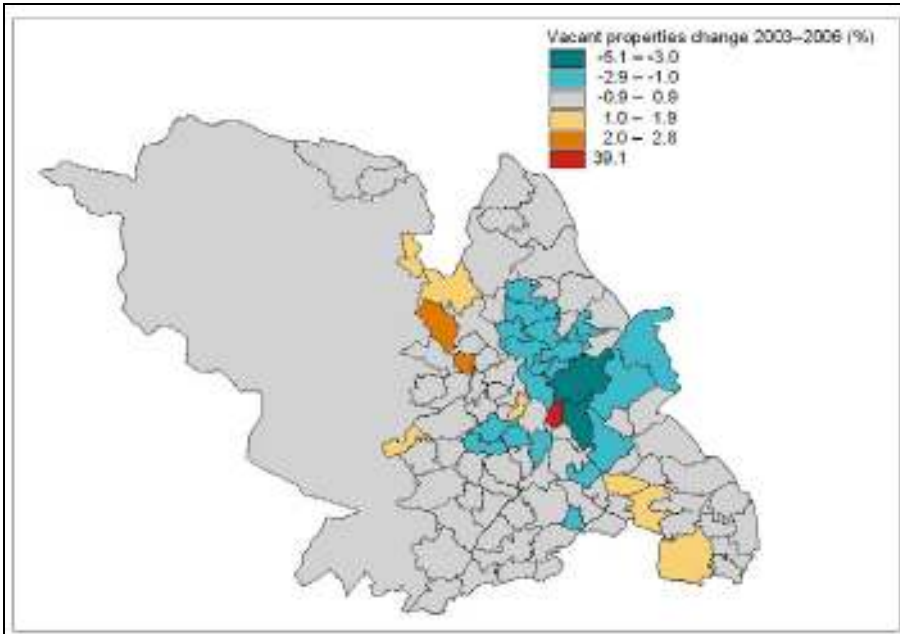 Vacant properties change 2003–2006 (%)
-5.1 – -3.0
-2.9 – -1.0
-0.9 – 0.9
1.0 – 1.9
2.0 – 2.8
39.1